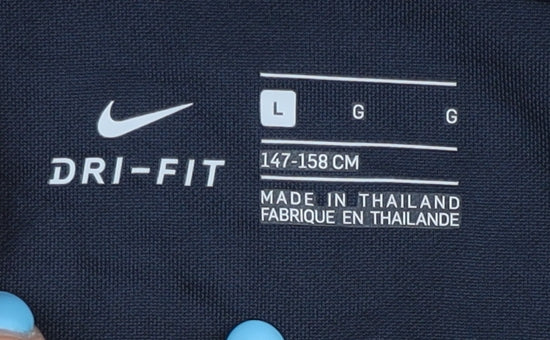 DRI-FIT
L G G
147-158 CM
MADE IN THAILAND
FABRIQUE EN THAILANDE